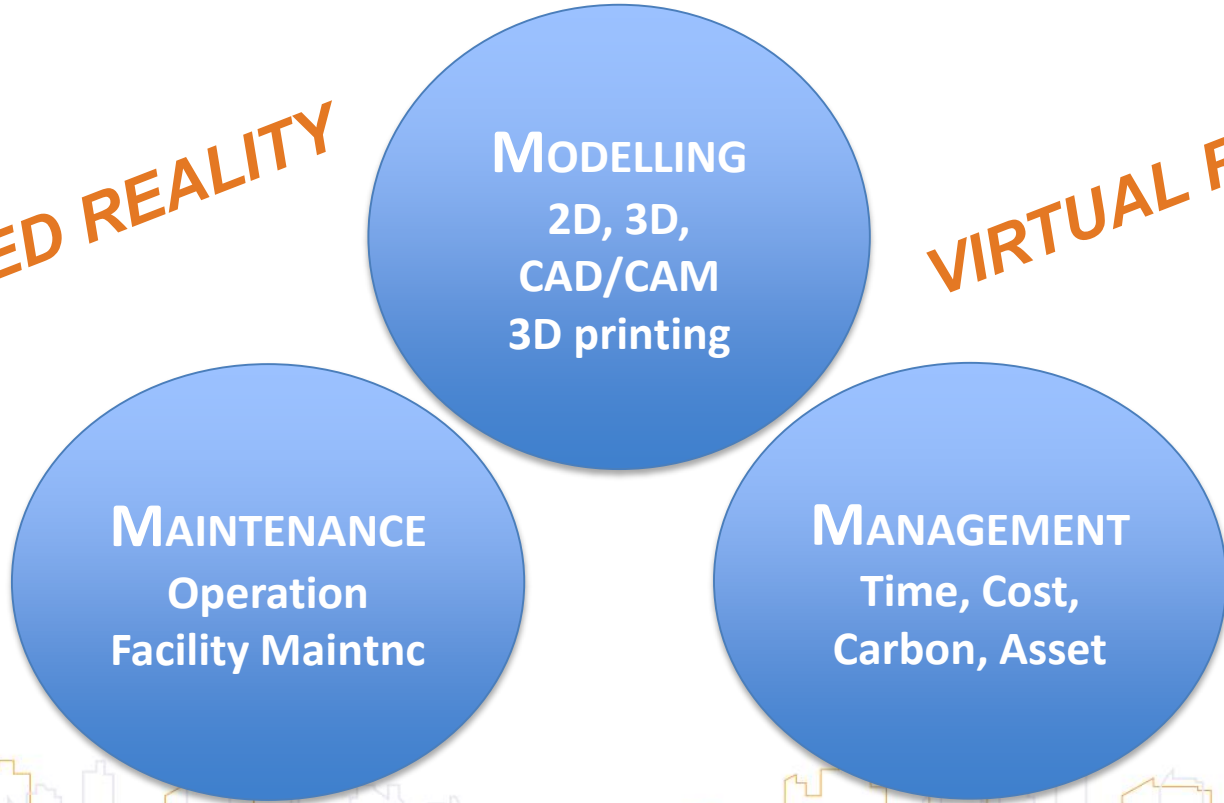 ED REALITY
VIRTUAL
MODELLING
2D, 3D,
CAD/CAM
3D printing
MAINTENANCE
Operation
Facility Maintnc
MANAGEMENT
Time, Cost,
Carbon, Asset